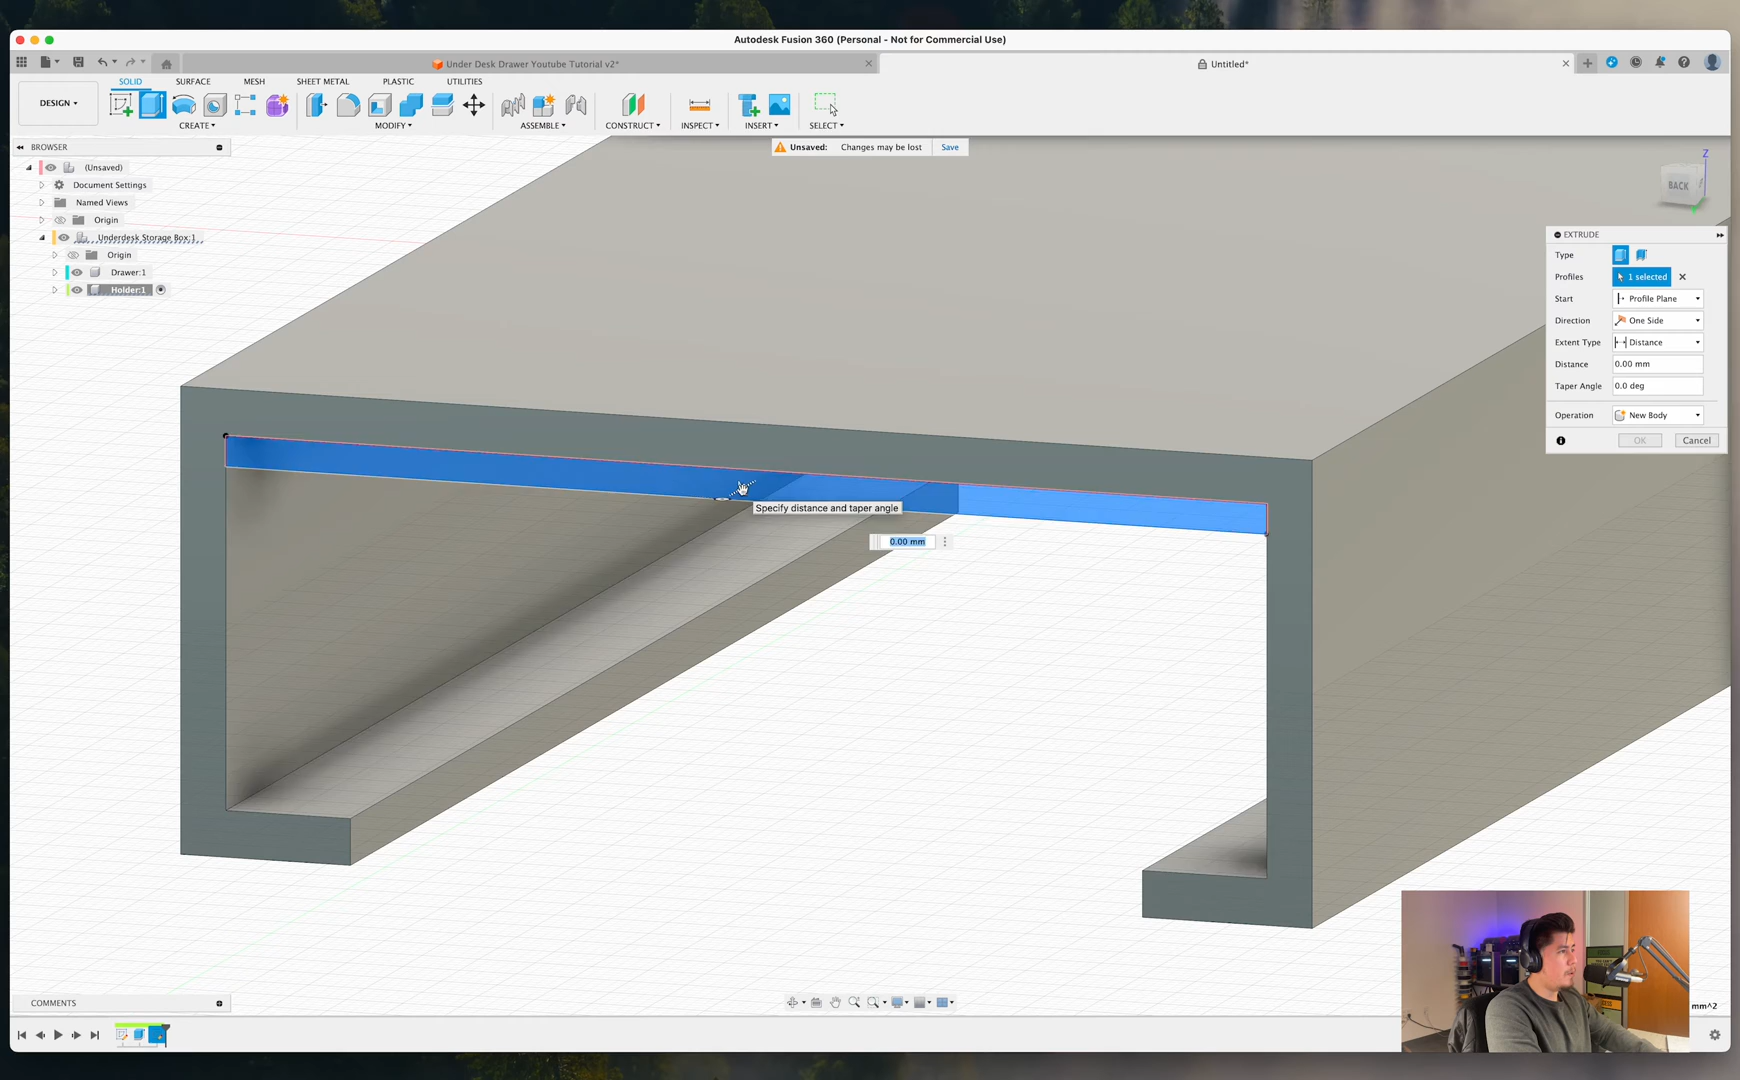 Autodesk Fusion 360 (Personal - Not for Commercial Use)
Under Desk Drawer Youtube Tutorial v2*
Untitled*
SOLID SURFACE MESH SHEET METAL PLASTIC UTILITIES
DESIGN
CREATE MODIFY ASSEMBLE CONSTRUCT INSPECT INSERT SELECT
BROWSER
Unsaved: Changes may be lost Save
(Unsaved)
Document Settings
Named Views
Origin
Underdesk Storage Box:1
Origin
Drawer:1
Holder:1
Z
BACK
EXTRUDE
Type
Profiles 1 selected
Start Profile Plane
Direction One Side
Extent Type Distance
Distance 0.00 mm
Taper Angle 0.0 deg
Operation New Body
OK Cancel
Specify distance and taper angle
0.00 mm
COMMENTS
mm^2